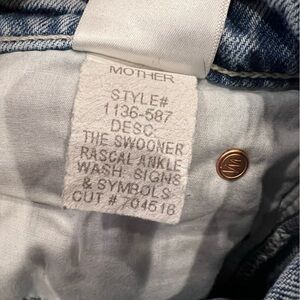 MOTHER
STYLE#
1136-587
DESC:
THE SWOONER
RASCAL ANKLE
WASH: SIGNS
& SYMBOLS
CUT # 704518